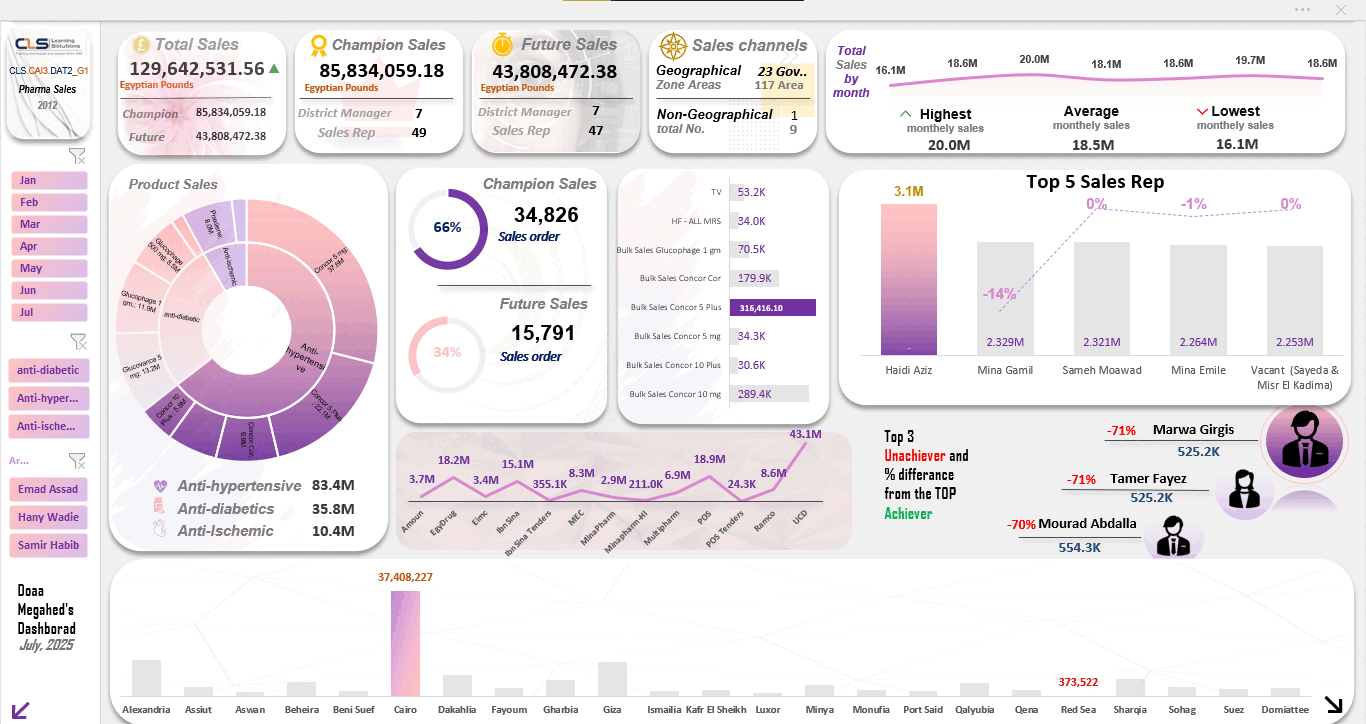 CLS Learning Solutions
CLS.CAI3.DAT2_G1
Pharma Sales
2012
Total Sales
129,642,531.56
Egyptian Pounds
Champion 85,834,059.18
Future 43,808,472.38
Champion Sales
85,834,059.18
Egyptian Pounds
District Manager 7
Sales Rep 49
Future Sales
43,808,472.38
Egyptian Pounds
District Manager 7
Sales Rep 47
Sales channels
Geographical 23 Gov..
Zone Areas 117 Area
Non-Geographical 1
total No. 9
Total
Sales
by
month
16.1M 18.6M 20.0M 18.1M 18.6M 19.7M 18.6M
Highest
monthely sales
20.0M
Average
monthely sales
18.5M
Lowest
monthely sales
16.1M
Jan
Feb
Mar
Apr
May
Jun
Jul
anti-diabetic
Anti-hyper...
Anti-ische...
Ar...
Emad Assad
Hany Wadie
Samir Habib
Doaa
Megahed's
Dashborad
July, 2025
Product Sales
Concor 5 mg; 37.6M
Concor 5 Plus ; 22.1M
Concor Cor 9.9M
Concor 10 Plus ; 5.8M
Glucovance 5 mg; 13.2M
Glucophage 1 gm.; 11.9M
Glucophage 500 mg; 8.5M
8.0M
Anti-hypertensive
anti-diabetic
Anti-ischemic
Anti-hypertensive 83.4M
Anti-diabetics 35.8M
Anti-Ischemic 10.4M
Champion Sales
66%
34,826
Sales order
Future Sales
34%
15,791
Sales order
TV 53.2K
HF - ALL MRS 34.0K
Bulk Sales Glucophage 1 gm 70.5K
Bulk Sales Concor Cor 179.9K
Bulk Sales Concor 5 Plus 316,416.10
Bulk Sales Concor 5 mg 34.3K
Bulk Sales Concor 10 Plus 30.6K
Bulk Sales Concor 10 mg 289.4K
Top 5 Sales Rep
3.1M
-14% 0% -1% 0%
... 2.329M 2.321M 2.264M 2.253M
Haidi Aziz Mina Gamil Sameh Moawad Mina Emile Vacant (Sayeda &
Misr El Kadima)
3.7M 18.2M 3.4M 15.1M 355.1K 8.3M 2.9M 211.0K 6.9M 18.9M 24.3K 8.6M 43.1M
Amoun EgyDrug Eimc IbnSina IbnSina Tenders MEC MinaPharm Minapharm-HI Multipharm POS POS Tenders Ramco UCD
Top 3
Unachiever and
% differance
from the TOP
Achiever
-71% Marwa Girgis
525.2K
-71% Tamer Fayez
525.2K
-70% Mourad Abdalla
554.3K
37,408,227
373,522
Alexandria Assiut Aswan Beheira Beni Suef Cairo Dakahlia Fayoum Gharbia Giza Ismailia Kafr El Sheikh Luxor Minya Monufia Port Said Qalyubia Qena Red Sea Sharqia Sohag Suez Domiattee